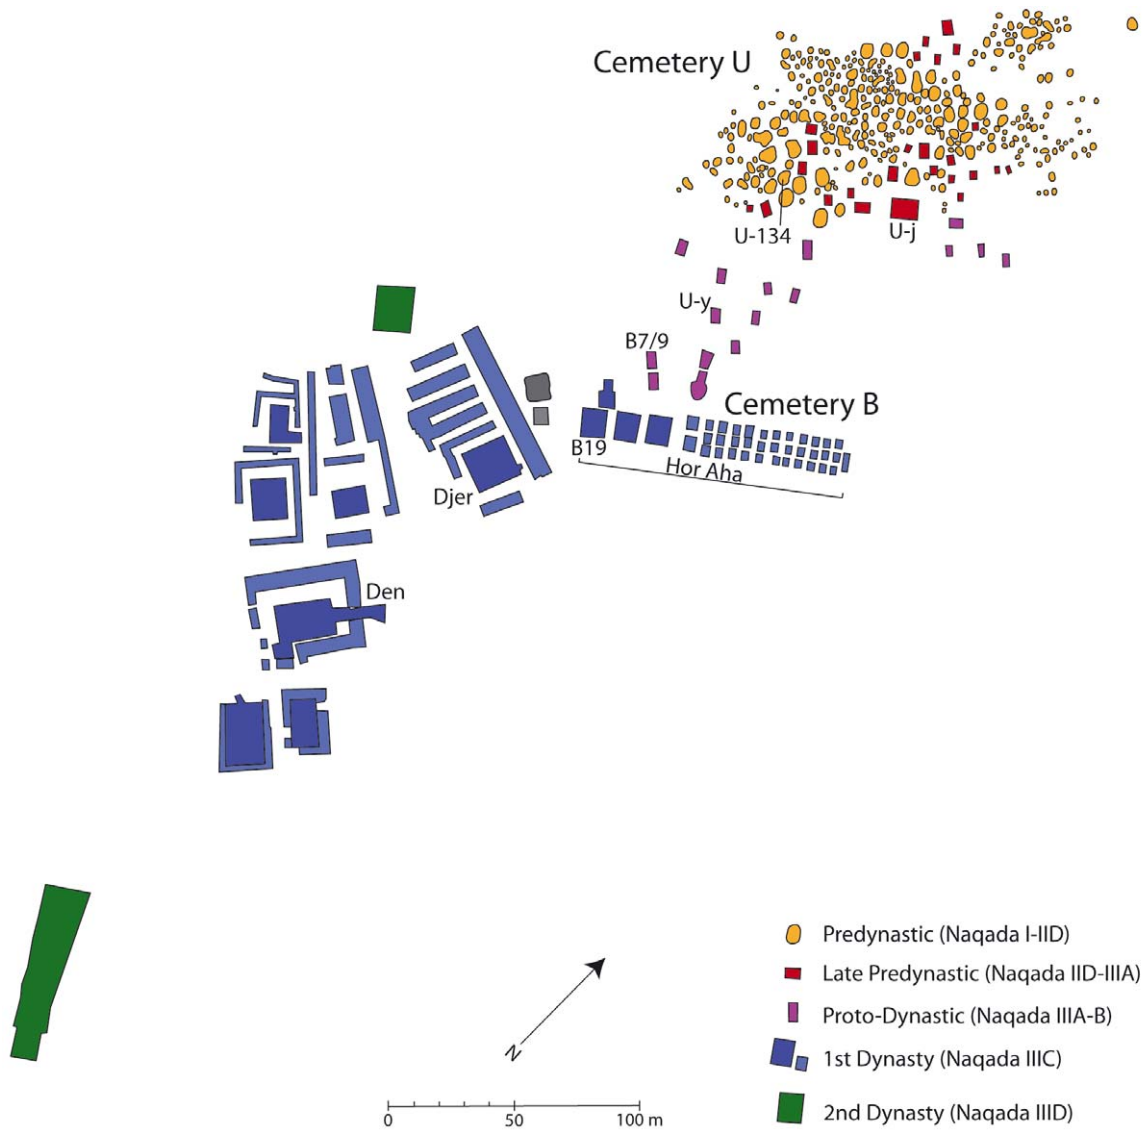 Cemetery U
U-134
U-j
U-y
B7/9
Cemetery B
B19
Hor Aha
Djer
Den
Predynastic (Naqada I-IID)
Late Predynastic (Naqada IID-IIIA)
Proto-Dynastic (Naqada IIIA-B)
N
1st Dynasty (Naqada IIIC)
2nd Dynasty (Naqada IIID)
0 50 100 m